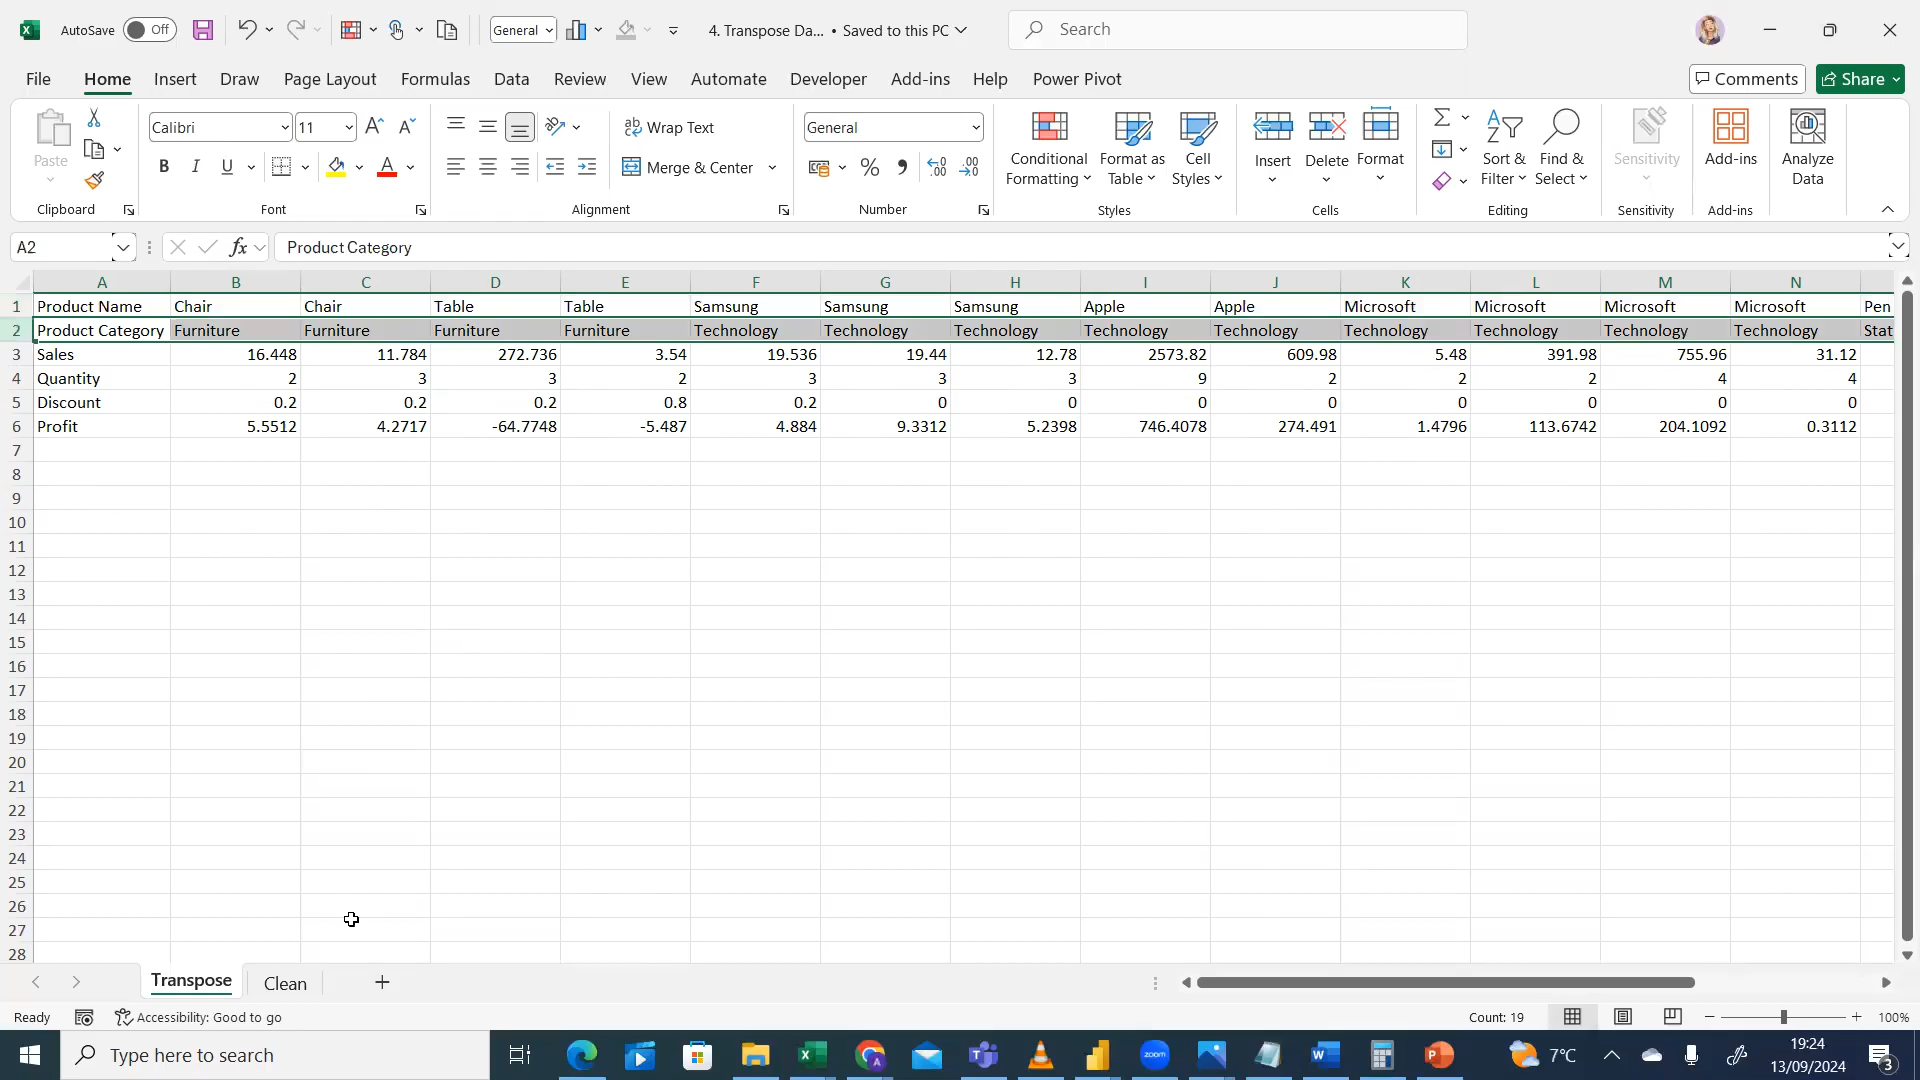 AutoSave Off General 4. Transpose Da... • Saved to this PC Search
File Home Insert Draw Page Layout Formulas Data Review View Automate Developer Add-ins Help Power Pivot Comments Share
Paste Calibri 11 Wrap Text General Conditional Formatting Format as Table Cell Styles Insert Delete Format Sort & Filter Find & Select Sensitivity Add-ins Analyze Data
B I U Merge & Center % .00
Clipboard Font Alignment Number Styles Cells Editing Sensitivity Add-ins
A2 fx Product Category
A B C D E F G H I J K L M N
1 Product Name Chair Chair Table Table Samsung Samsung Samsung Apple Apple Microsoft Microsoft Microsoft Microsoft Pen
2 Product Category Furniture Furniture Furniture Furniture Technology Technology Technology Technology Technology Technology Technology Technology Technology Stat
3 Sales 16.448 11.784 272.736 3.54 19.536 19.44 12.78 2573.82 609.98 5.48 391.98 755.96 31.12
4 Quantity 2 3 3 2 3 3 3 9 2 2 2 4 4
5 Discount 0.2 0.2 0.2 0.8 0.2 0 0 0 0 0 0 0 0
6 Profit 5.5512 4.2717 -64.7748 -5.487 4.884 9.3312 5.2398 746.4078 274.491 1.4796 113.6742 204.1092 0.3112
7
8
9
10
11
12
13
14
15
16
17
18
19
20
21
22
23
24
25
26
27
28
Transpose Clean
Ready Accessibility: Good to go Count: 19 100%
Type here to search zoom 7°C 19:24
13/09/2024 3